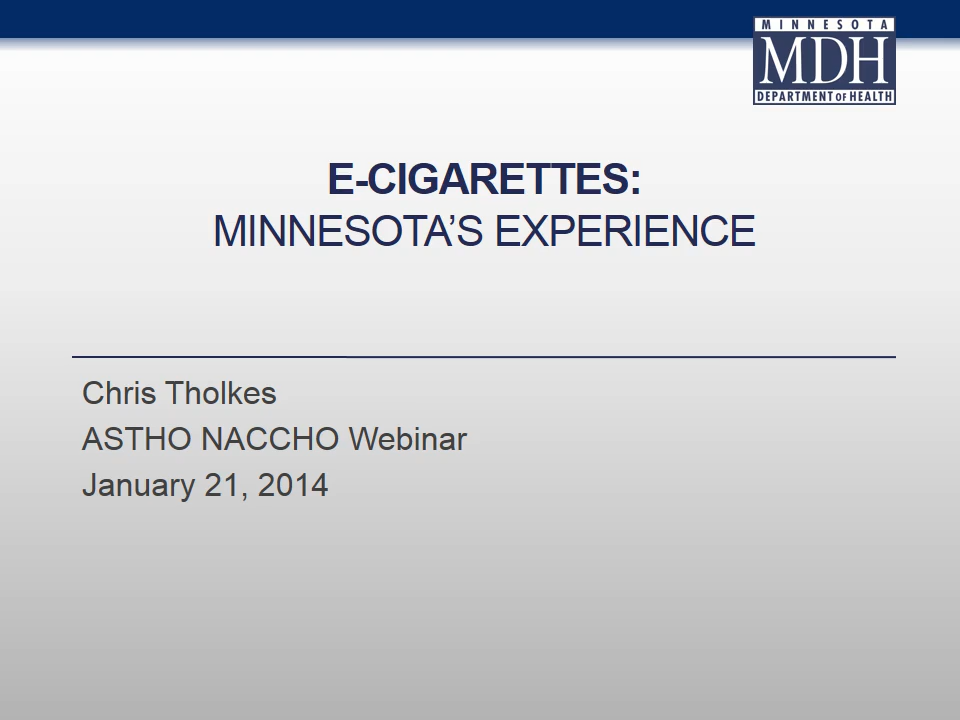 MINNESOTA
MDH
DEPARTMENT OF HEALTH
E-CIGARETTES:
MINNESOTA'S EXPERIENCE
Chris Tholkes
ASTHO NACCHO Webinar
January 21, 2014